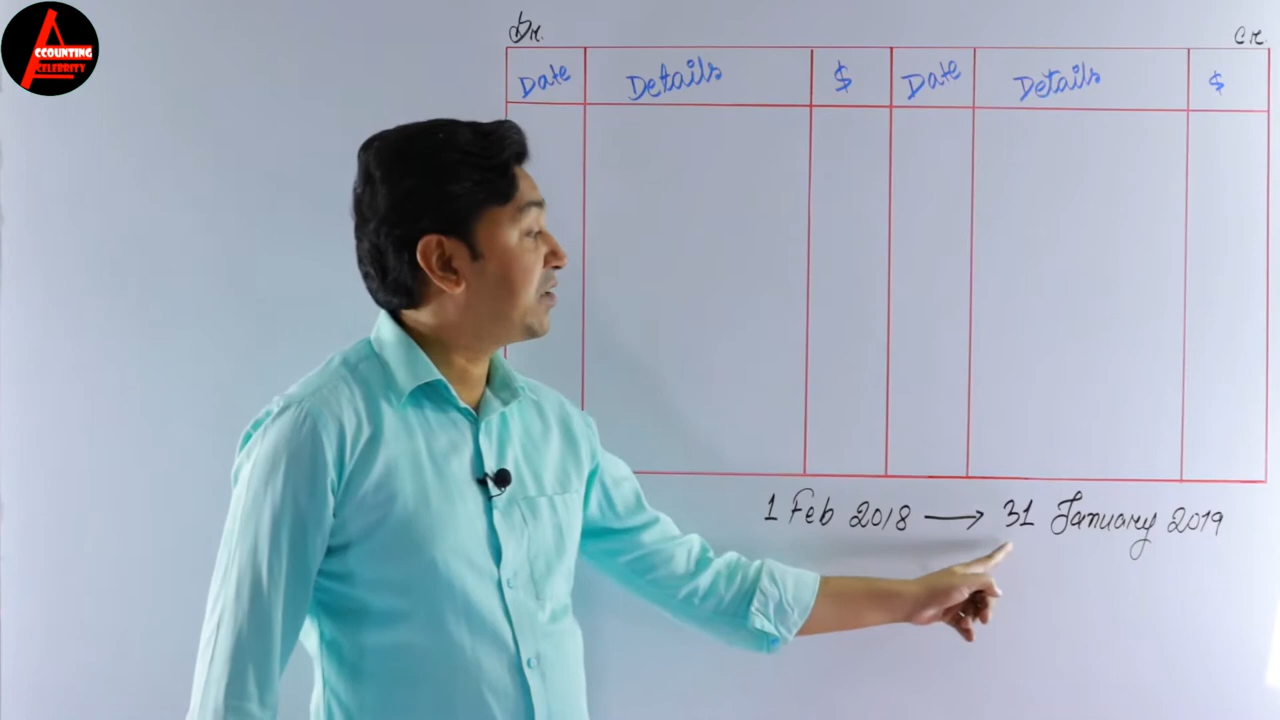 ACCOUNTING
CELEBRITY
Dr. Cr.
Date Details $ Date Details $
1 Feb 2018 → 31 January 2019